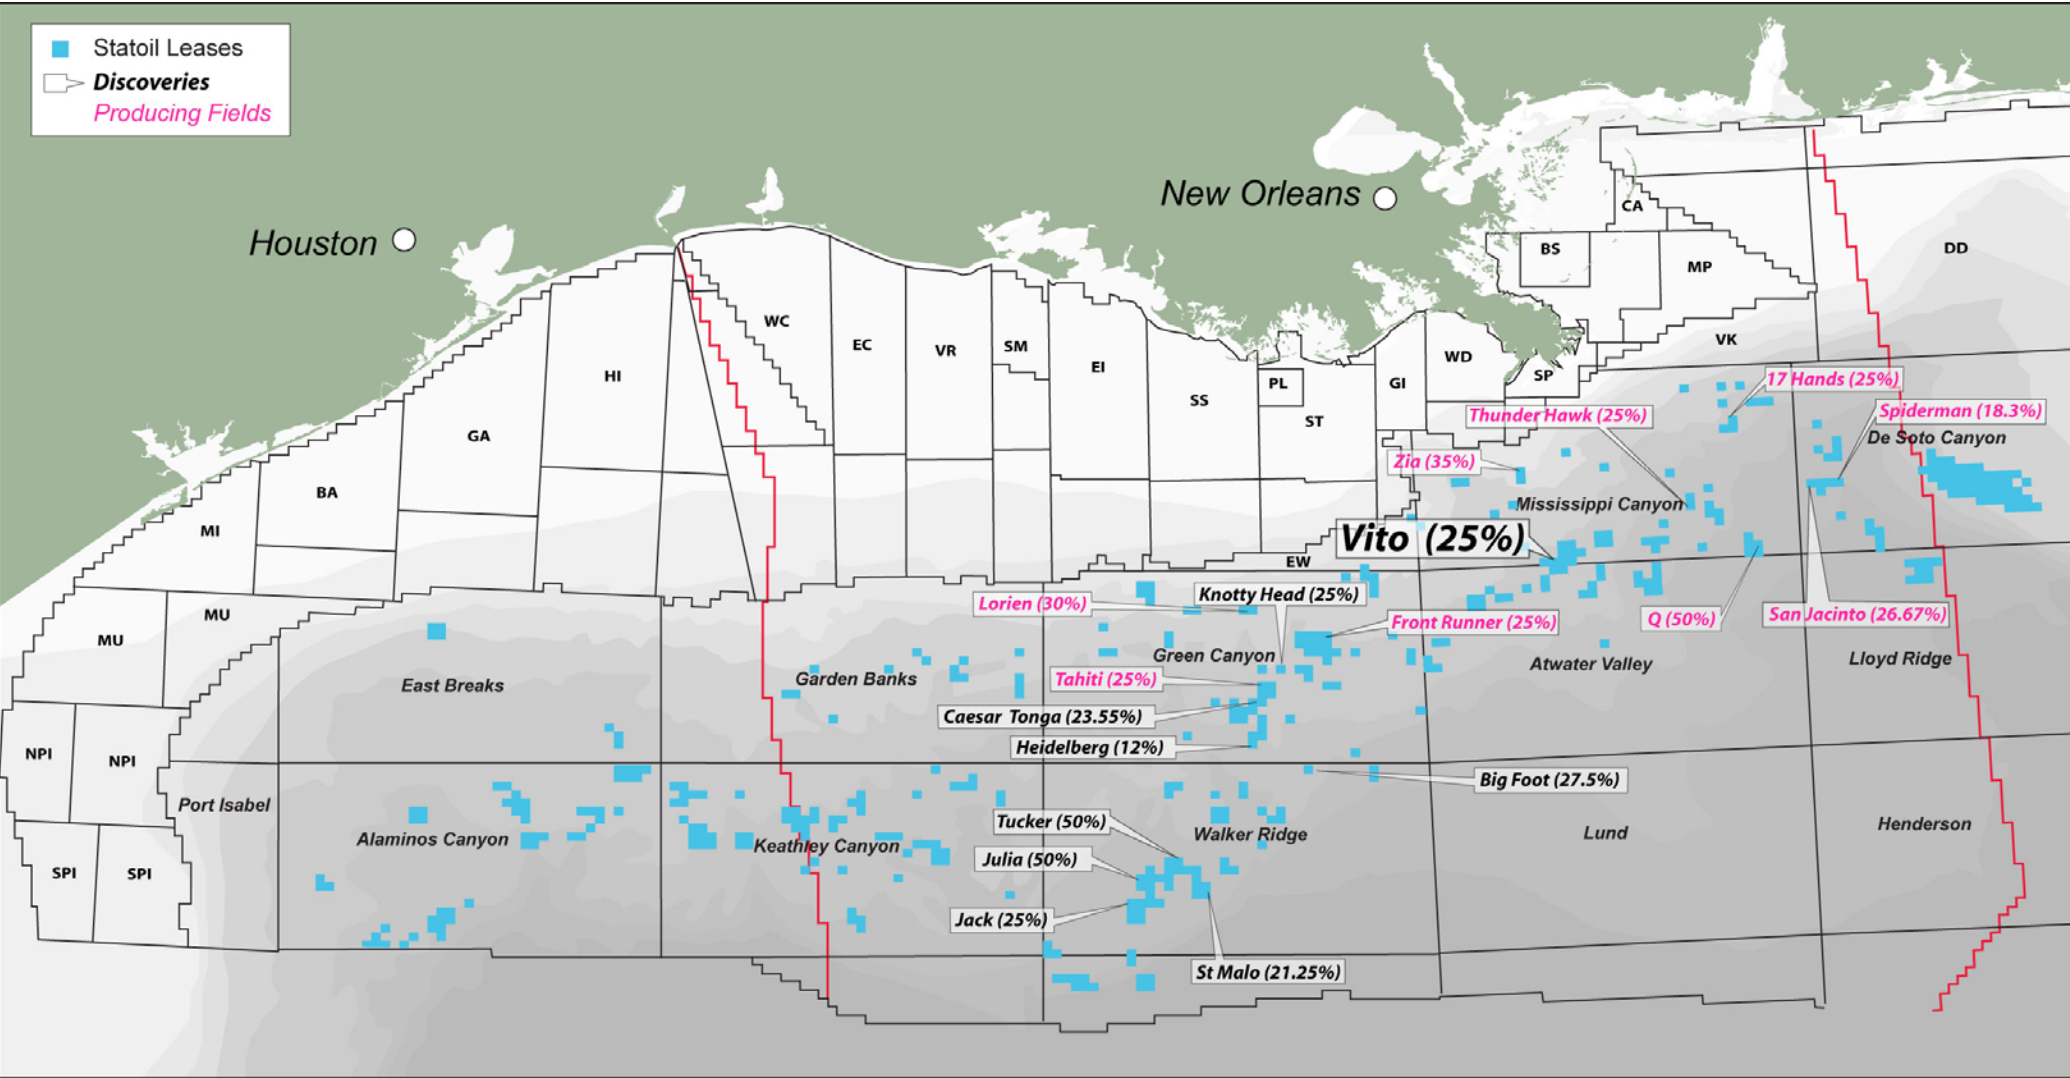 Statoil Leases
Discoveries
Producing Fields
New Orleans
Houston
CA
BS
MP
DD
WC
EC
VR
SM
EI
SS
PL
ST
GI
WD
SP
VK
HI
GA
BA
MI
17 Hands (25%)
Spiderman (18.3%)
De Soto Canyon
Thunder Hawk (25%)
Zia (35%)
Mississippi Canyon
Vito (25%)
EW
Knotty Head (25%)
Lorien (30%)
Front Runner (25%)
Q (50%)
San Jacinto (26.67%)
MU
MU
Green Canyon
Atwater Valley
Lloyd Ridge
East Breaks
Garden Banks
Tahiti (25%)
Caesar Tonga (23.55%)
Heidelberg (12%)
NPI
NPI
Big Foot (27.5%)
Port Isabel
Tucker (50%)
Walker Ridge
Lund
Henderson
Alaminos Canyon
Keathley Canyon
Julia (50%)
SPI
SPI
Jack (25%)
St Malo (21.25%)